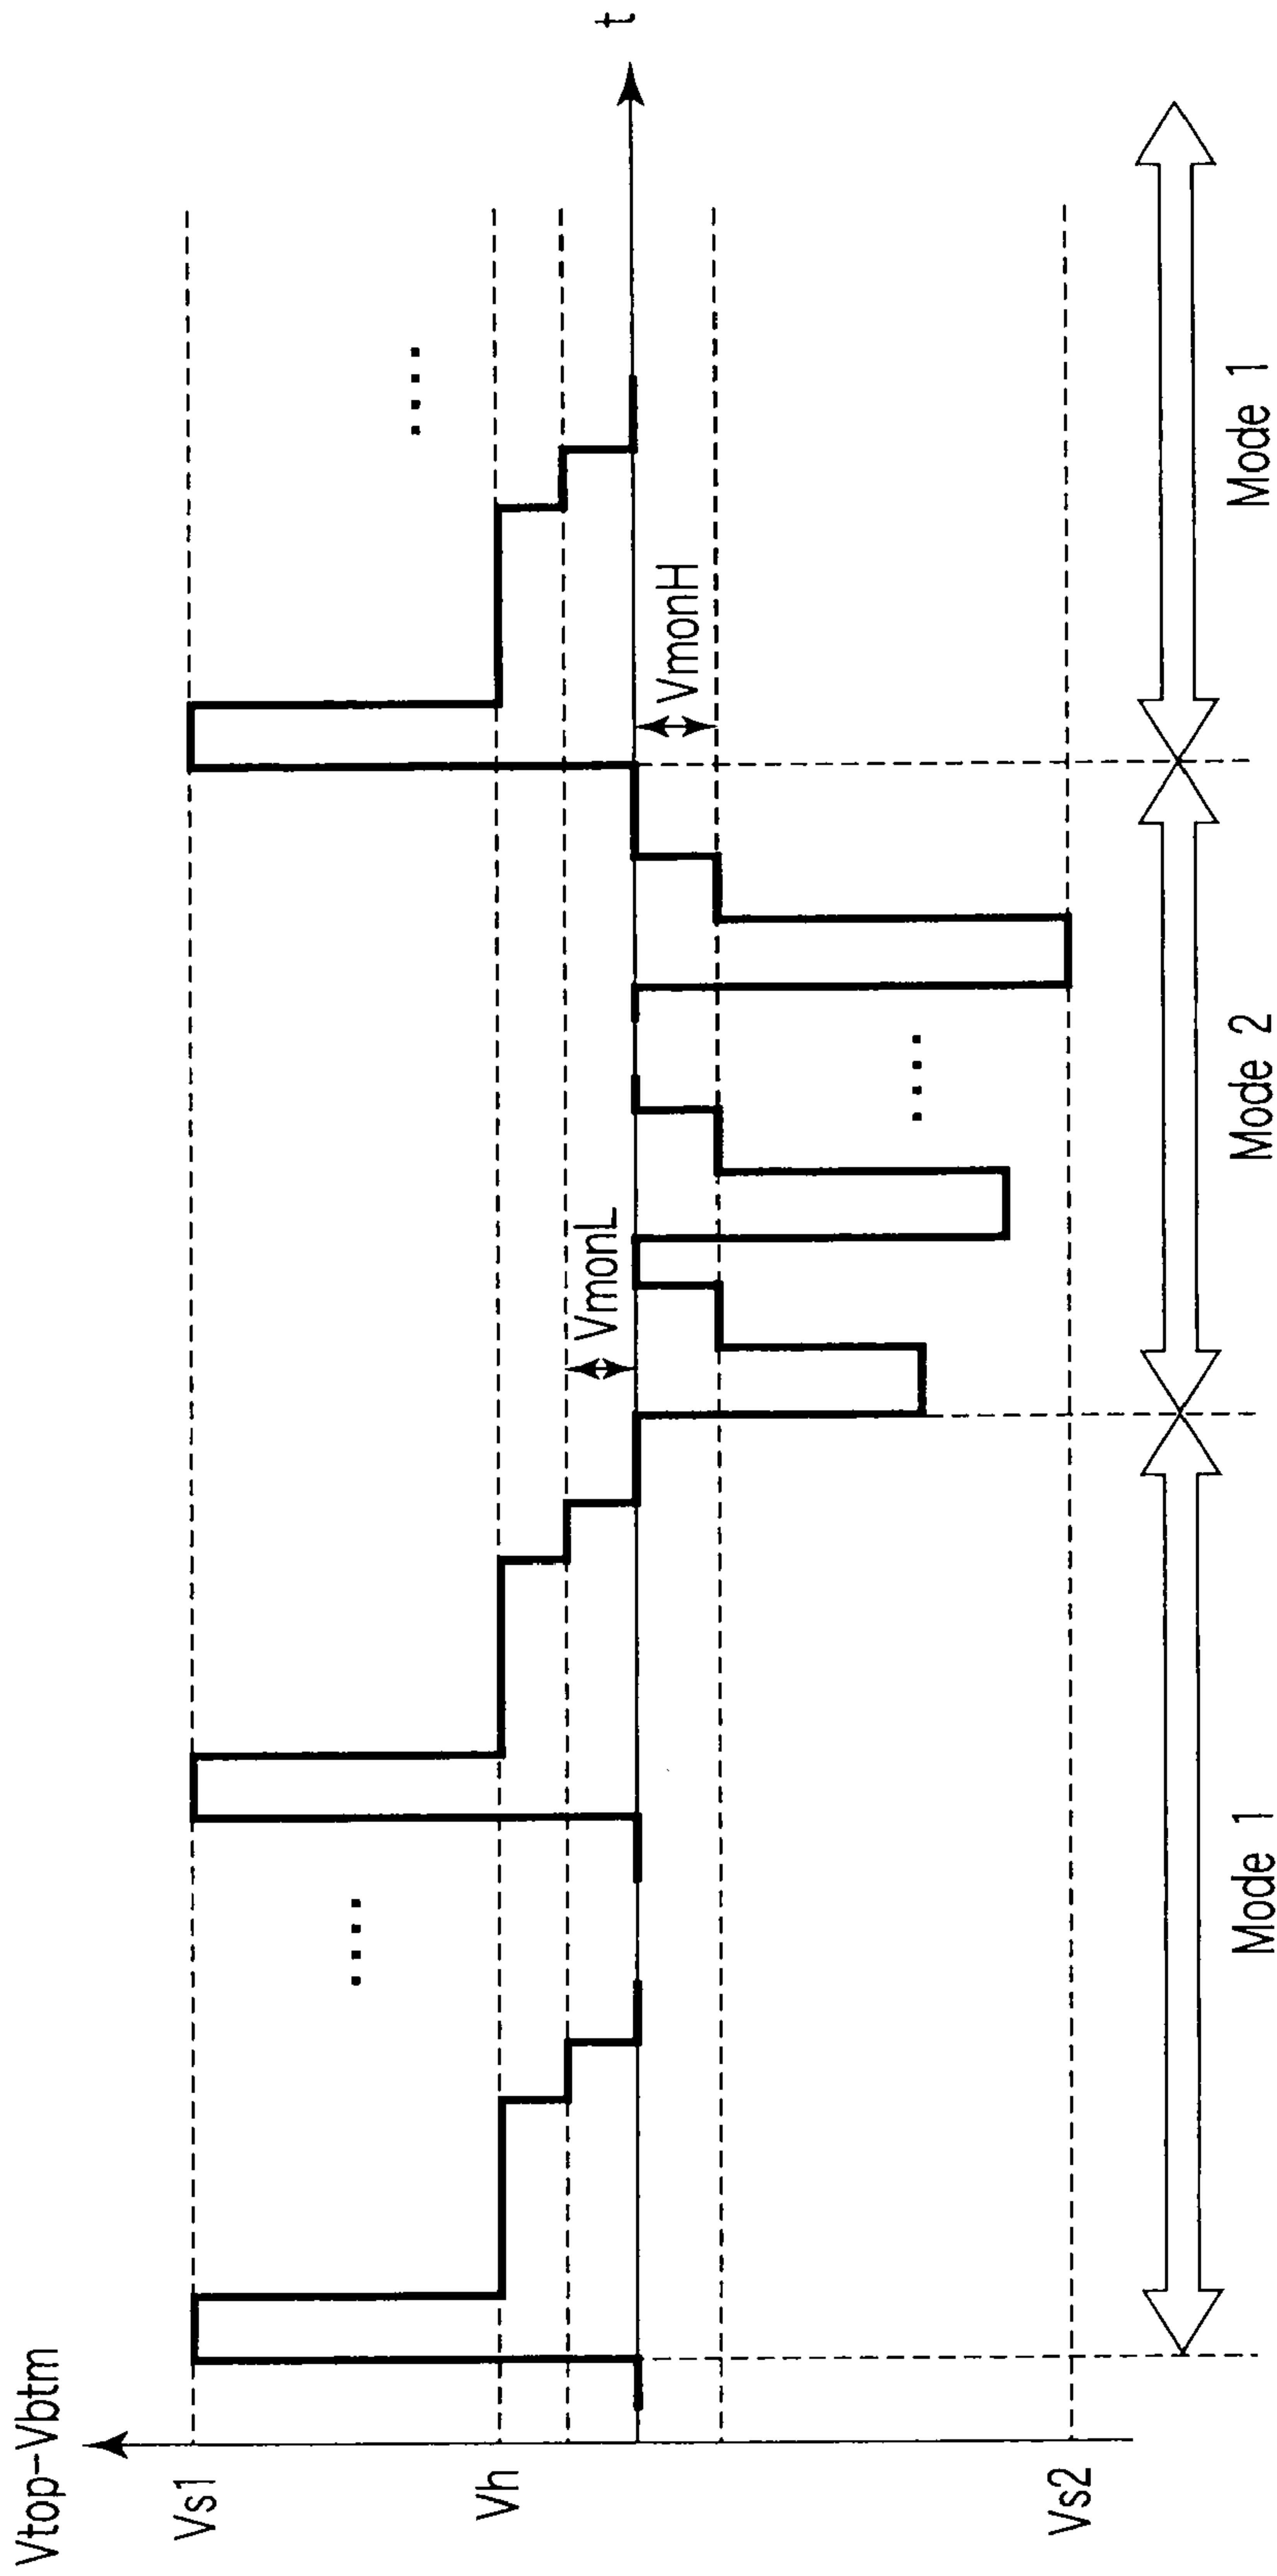 Vtop-Vbtm
Vs1
Vh
Vs2
VmonL
VmonH
t
....
....
....
Mode 1
Mode 2
Mode 1